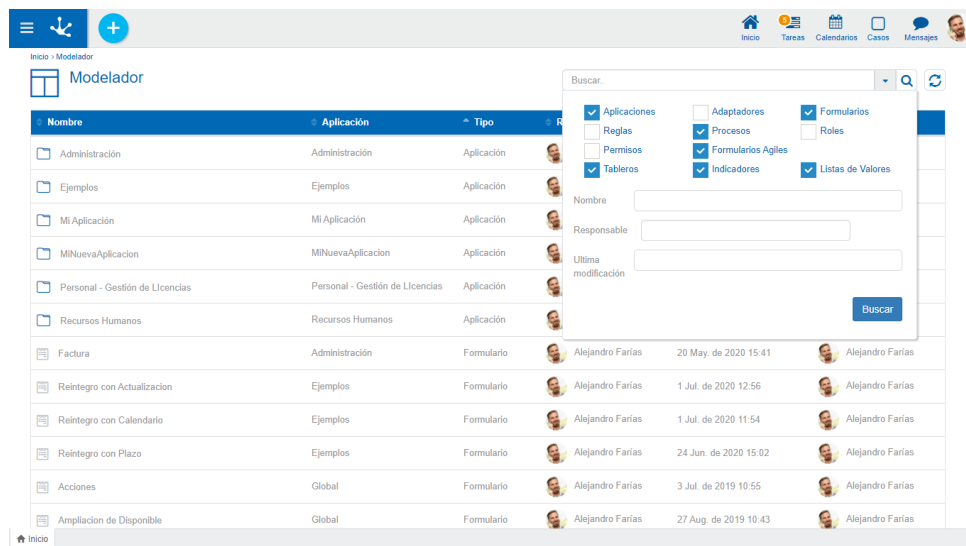 5
Inicio Tareas Calendarios Casos Mensajes
Inicio > Modelador
Modelador
Buscar..
Nombre Aplicación Tipo R
Aplicaciones Adaptadores Formularios
Reglas Procesos Roles
Permisos Formularios Agiles
Tableros Indicadores Listas de Valores
Nombre
Responsable
Ultima
modificación
Buscar
Administración Administración Aplicación
Ejemplos Ejemplos Aplicación
Mi Aplicación Mi Aplicación Aplicación
MiNuevaAplicacion MiNuevaAplicacion Aplicación
Personal - Gestión de LIcencias Personal - Gestión de LIcencias Aplicación
Recursos Humanos Recursos Humanos Aplicación
Factura Administración Formulario Alejandro Farías 20 May. de 2020 15:41 Alejandro Farías
Reintegro con Actualizacion Ejemplos Formulario Alejandro Farías 1 Jul. de 2020 12:56 Alejandro Farías
Reintegro con Calendario Ejemplos Formulario Alejandro Farías 1 Jul. de 2020 11:54 Alejandro Farías
Reintegro con Plazo Ejemplos Formulario Alejandro Farías 24 Jun. de 2020 15:02 Alejandro Farías
Acciones Global Formulario Alejandro Farías 3 Jul. de 2019 10:55 Alejandro Farías
Ampliacion de Disponible Global Formulario Alejandro Farías 27 Aug. de 2019 10:43 Alejandro Farías
Inicio